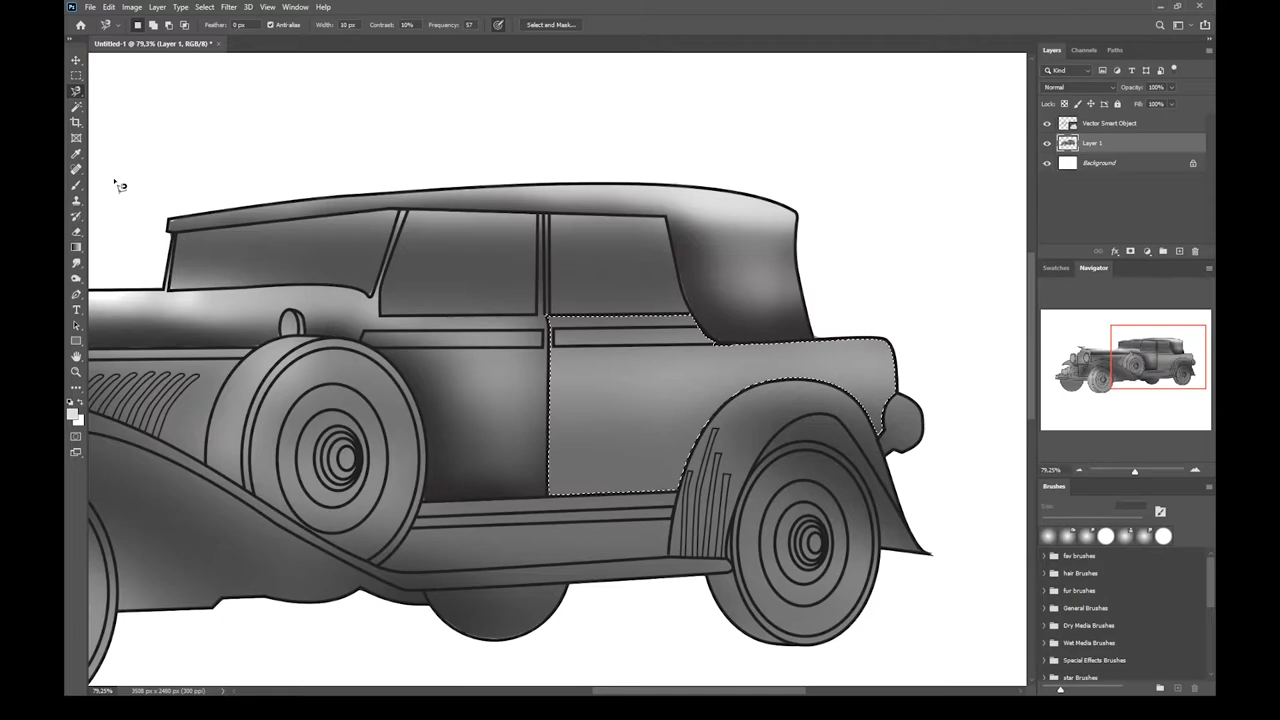 Ps File Edit Image Layer Type Select Filter 3D View Window Help
Feather: 0 px Anti-alias Width: 10 px Contrast: 10% Frequency: 57 Select and Mask...
Untitled-1 @ 79,3% (Layer 1, RGB/8) *
Layers Channels Paths
Kind
Normal Opacity: 100%
Lock: Fill: 100%
Vector Smart Object
Layer 1
Background
Swatches Navigator
79,25%
Brushes
Size:
fav brushes
hair Brushes
fur brushes
General Brushes
Dry Media Brushes
Wet Media Brushes
Special Effects Brushes
star Brushes
79,25% 3508 px x 2480 px (300 ppi)